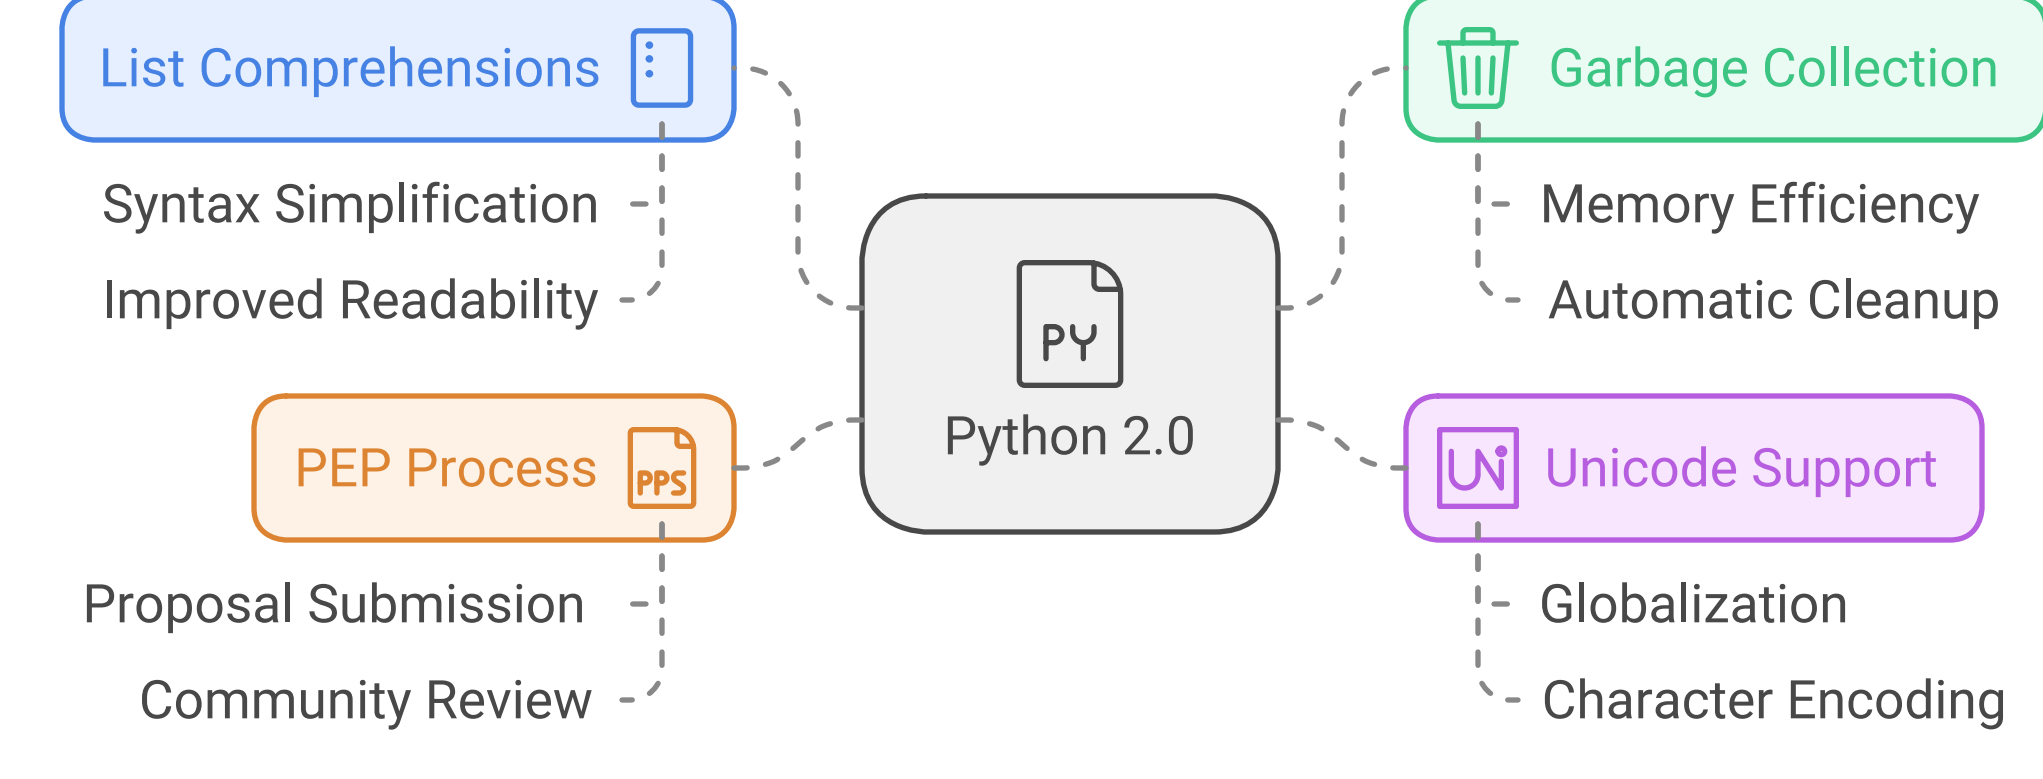 List Comprehensions
Syntax Simplification
Improved Readability
PEP Process
PPS
Proposal Submission
Community Review
PY
Python 2.0
Garbage Collection
Memory Efficiency
Automatic Cleanup
UN
Unicode Support
Globalization
Character Encoding